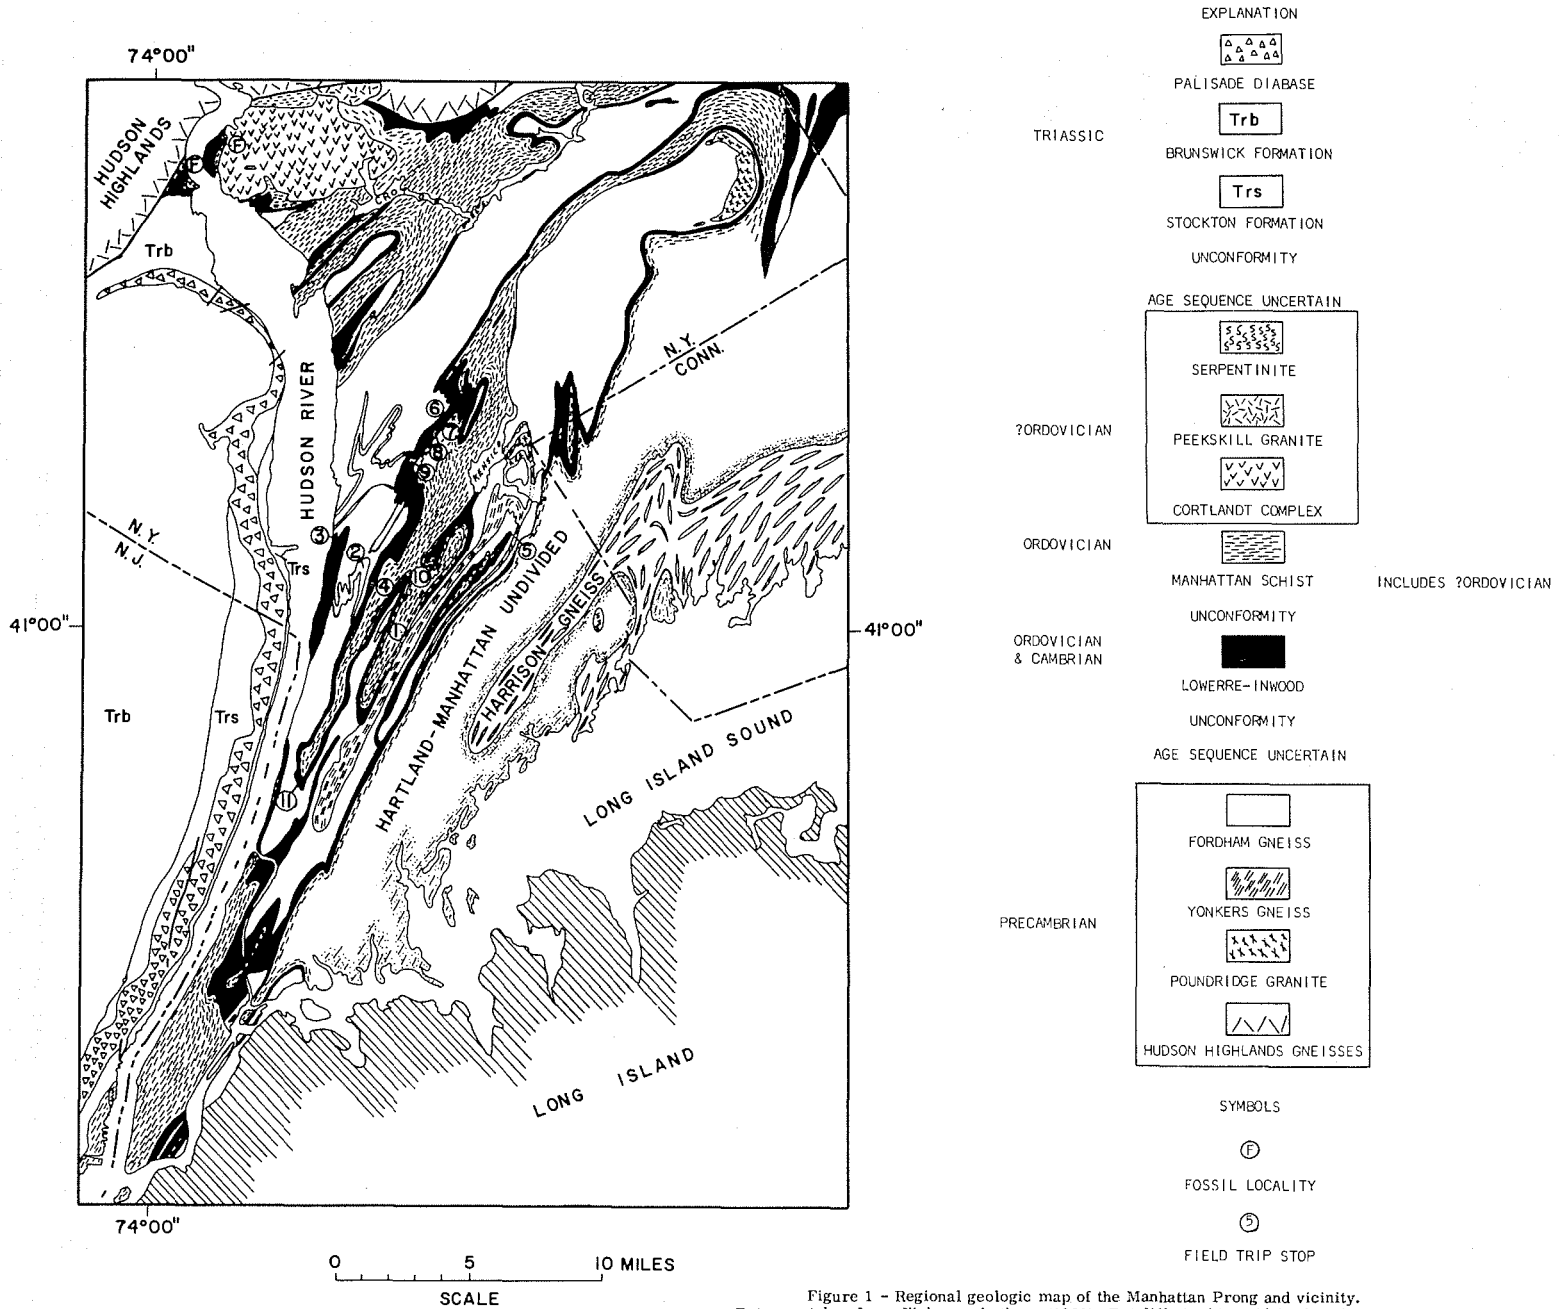 74°00"
HUDSON
HIGHLANDS
F
F
Trb
HUDSON RIVER
N.Y.
CONN.
6
7
8
9
3
2
5
4
10
1
11
N.Y.
N.J.
Trs
41°00"
41°00"
Trb
Trs
HARTLAND-MANHATTAN UNDIVIDED
HARRISON GNEISS
LONG ISLAND SOUND
LONG ISLAND
74°00"
0 5 10 MILES
SCALE
EXPLANATION
PALISADE DIABASE
TRIASSIC
Trb
BRUNSWICK FORMATION
Trs
STOCKTON FORMATION
UNCONFORMITY
AGE SEQUENCE UNCERTAIN
SERPENTINITE
?ORDOVICIAN
PEEKSKILL GRANITE
CORTLANDT COMPLEX
ORDOVICIAN
MANHATTAN SCHIST INCLUDES ?ORDOVICIAN
UNCONFORMITY
ORDOVICIAN
& CAMBRIAN
LOWERRE-INWOOD
UNCONFORMITY
AGE SEQUENCE UNCERTAIN
FORDHAM GNEISS
YONKERS GNEISS
PRECAMBRIAN
POUNDRIDGE GRANITE
HUDSON HIGHLANDS GNEISSES
SYMBOLS
F
FOSSIL LOCALITY
5
FIELD TRIP STOP
Figure 1 - Regional geologic map of the Manhattan Prong and vicinity.